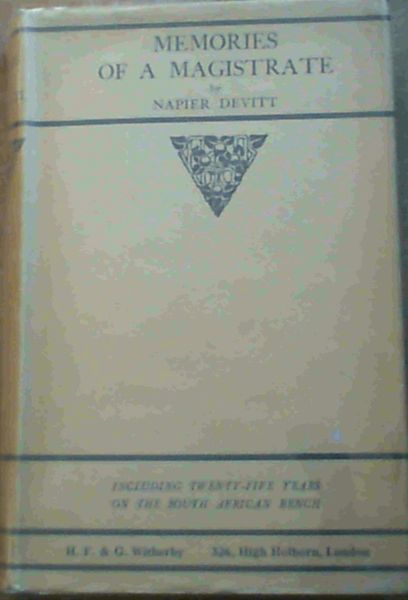 MEMORIES
OF A MAGISTRATE
by
NAPIER DEVITT
INCLUDING TWENTY-FIVE YEARS
ON THE SOUTH AFRICAN BENCH
H. F. & G. Witherby 326, High Holborn, London